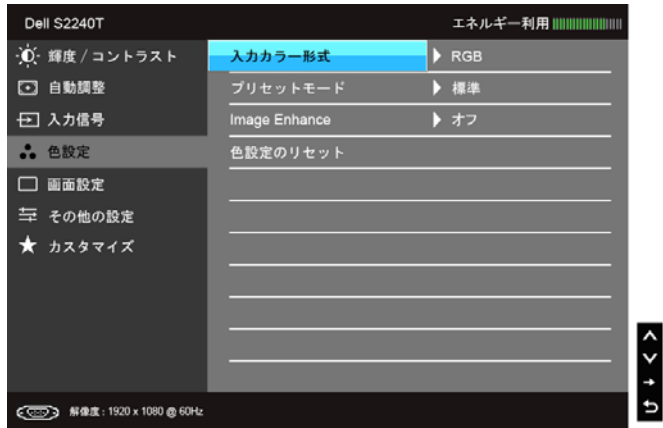 Dell S2240T
エネルギー利用
輝度 / コントラスト
自動調整
入力信号
色設定
画面設定
その他の設定
カスタマイズ
入力カラー形式
RGB
プリセットモード
標準
Image Enhance
オフ
色設定のリセット
解像度 : 1920 x 1080 @ 60Hz